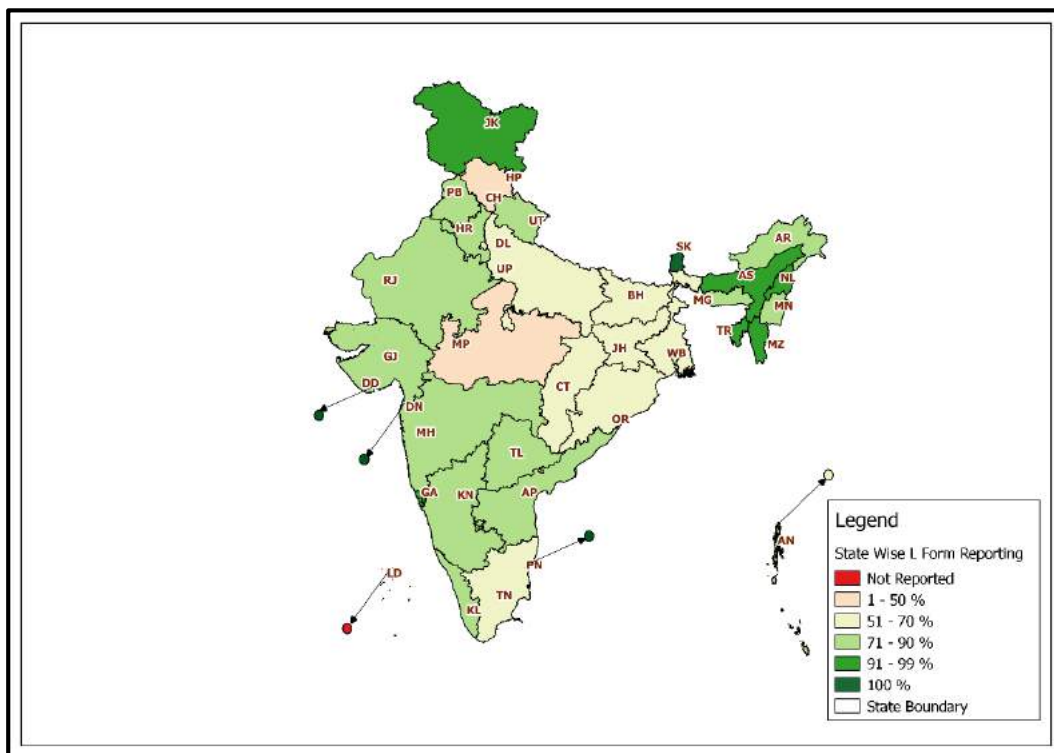 JK
HP
PB
CH
UT
HR
DL
SK
AR
UP
AS
NL
RJ
BH
MG
MN
TR
MP
JH
WB
MZ
GJ
CT
DD
DN
OR
MH
TL
GA
KN
AP
AN
PN
LD
TN
KL
Legend
State Wise L Form Reporting
Not Reported
1 - 50 %
51 - 70 %
71 - 90 %
91 - 99 %
100 %
State Boundary